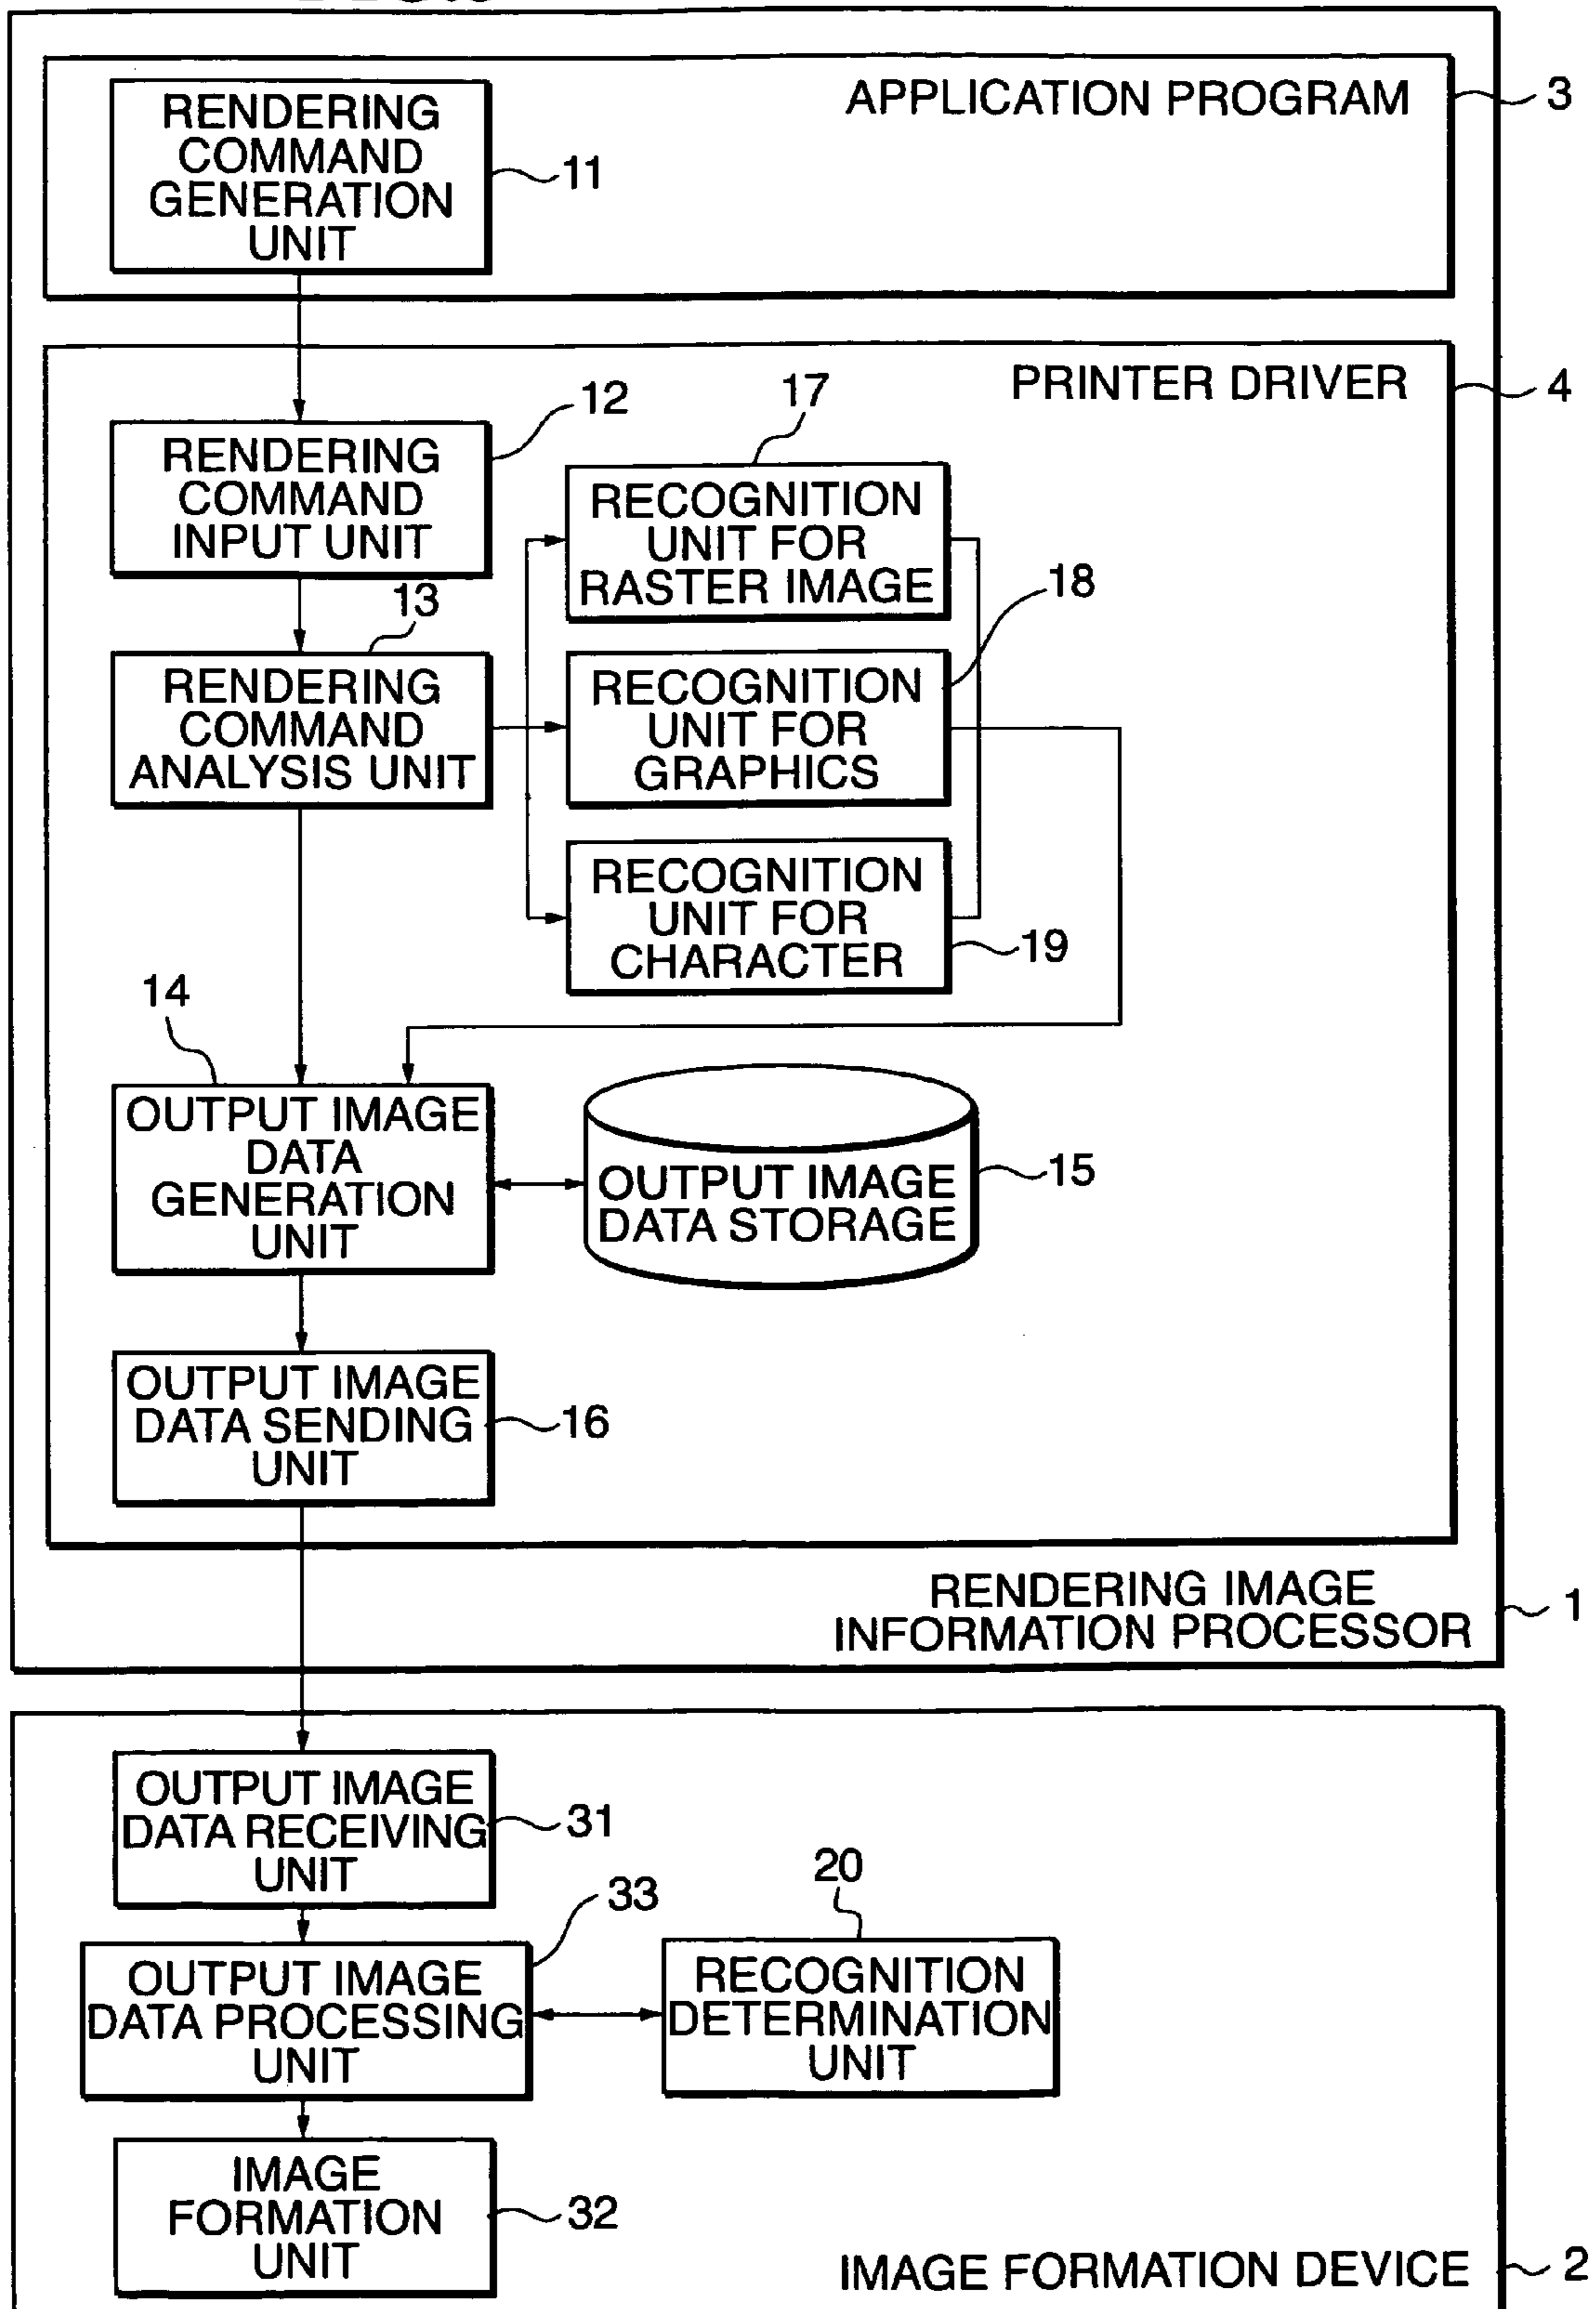 APPLICATION PROGRAM
3
RENDERING
COMMAND
GENERATION
UNIT
11
PRINTER DRIVER
4
12
RENDERING
COMMAND
INPUT UNIT
17
RECOGNITION
UNIT FOR
RASTER IMAGE
13
RENDERING
COMMAND
ANALYSIS UNIT
18
RECOGNITION
UNIT FOR
GRAPHICS
RECOGNITION
UNIT FOR
CHARACTER
19
14
OUTPUT IMAGE
DATA
GENERATION
UNIT
OUTPUT IMAGE
DATA STORAGE
15
OUTPUT IMAGE
DATA SENDING
UNIT
16
RENDERING IMAGE
INFORMATION PROCESSOR
1
OUTPUT IMAGE
DATA RECEIVING
UNIT
31
33
OUTPUT IMAGE
DATA PROCESSING
UNIT
20
RECOGNITION
DETERMINATION
UNIT
IMAGE
FORMATION
UNIT
32
IMAGE FORMATION DEVICE
2